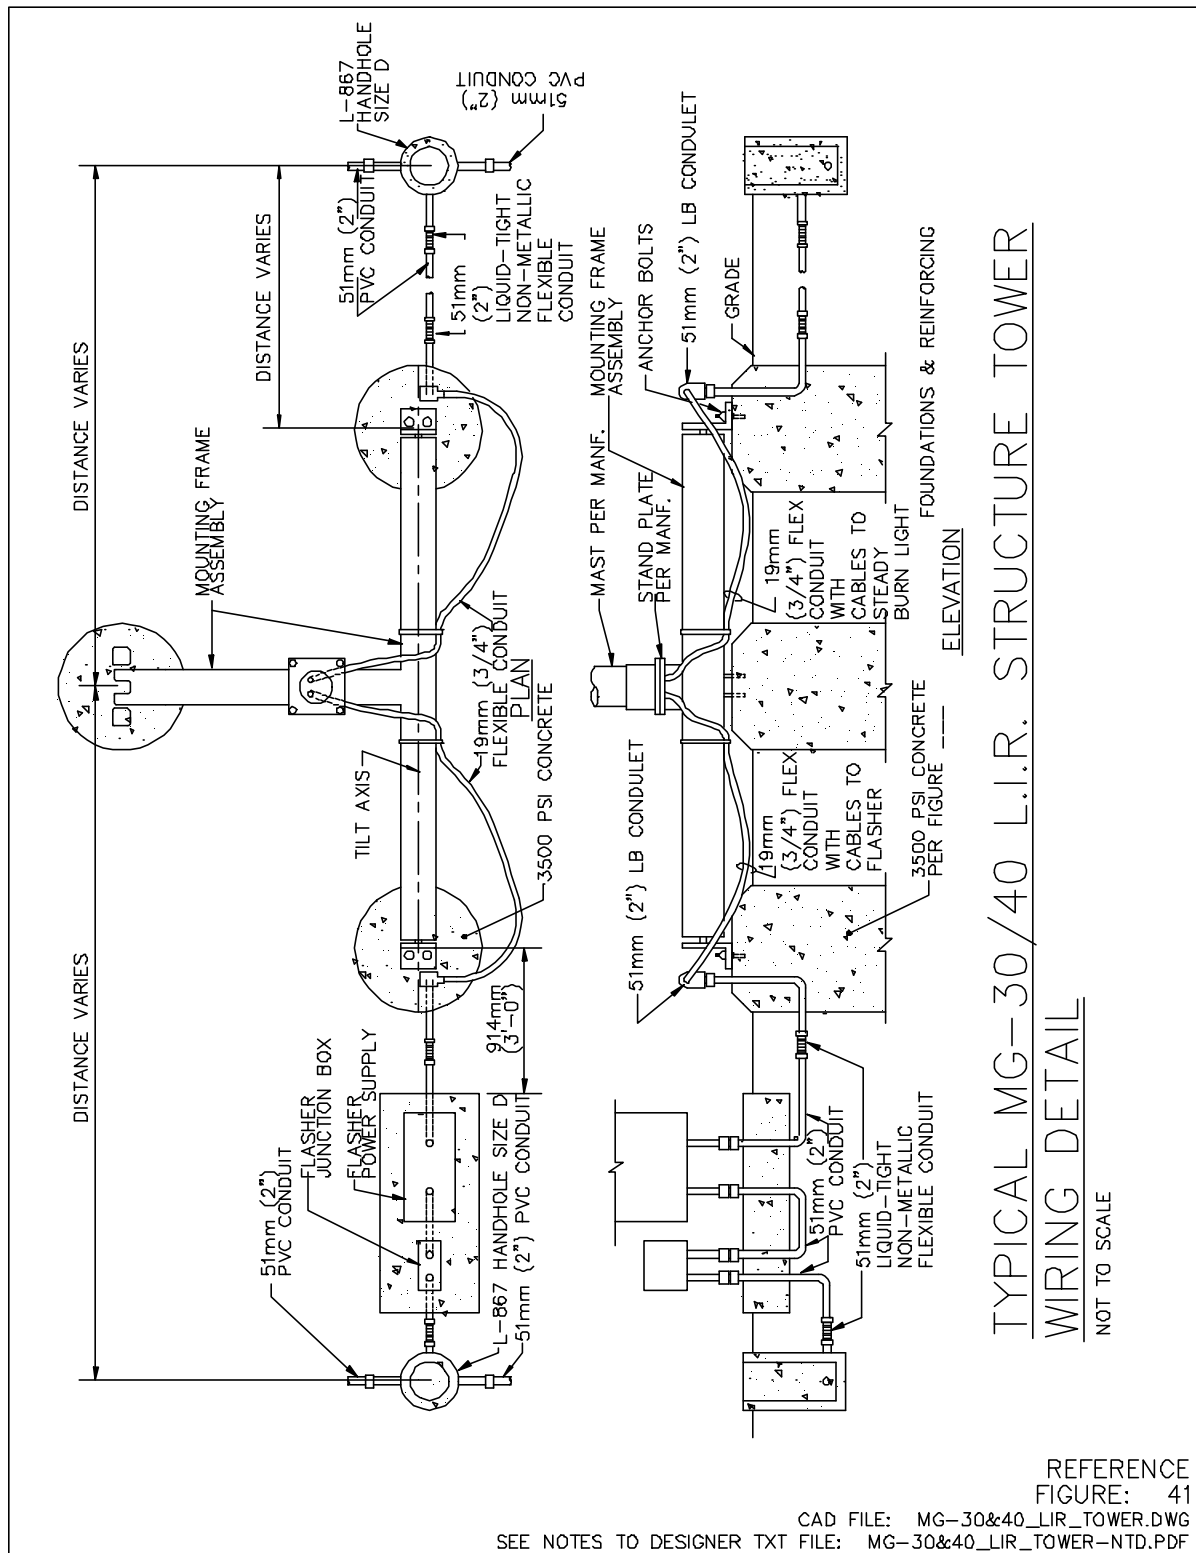 DISTANCE VARIES
DISTANCE VARIES
DISTANCE VARIES
51mm (2")
PVC CONDUIT
FLASHER
JUNCTION BOX
FLASHER
POWER SUPPLY
914mm
(3'-0")
L-867 HANDHOLE SIZE D
51mm (2") PVC CONDUIT
TILT AXIS
MOUNTING FRAME
ASSEMBLY
19mm (3/4")
FLEXIBLE CONDUIT
PLAN
3500 PSI CONCRETE
L-867
HANDHOLE
SIZE D
51mm (2")
PVC CONDUIT
51mm (2")
PVC CONDUIT
51mm
(2")
LIQUID-TIGHT
NON-METALLIC
FLEXIBLE
CONDUIT
MAST PER MANF.
STAND PLATE
PER MANF.
MOUNTING FRAME
ASSEMBLY
ANCHOR BOLTS
51mm (2") LB CONDULET
GRADE
51mm (2") LB CONDULET
19mm
(3/4") FLEX
CONDUIT
WITH
CABLES TO
FLASHER
19mm
(3/4") FLEX
CONDUIT
WITH
CABLES TO
STEADY
BURN LIGHT
51mm (2")
PVC CONDUIT
51mm (2")
LIQUID-TIGHT
NON-METALLIC
FLEXIBLE CONDUIT
3500 PSI CONCRETE
PER FIGURE ___
FOUNDATIONS & REINFORCING
ELEVATION
TYPICAL MG-30/40 L.I.R. STRUCTURE TOWER
WIRING DETAIL
NOT TO SCALE
REFERENCE
FIGURE: 41
CAD FILE: MG-30&40_LIR_TOWER.DWG
SEE NOTES TO DESIGNER TXT FILE: MG-30&40_LIR_TOWER-NTD.PDF